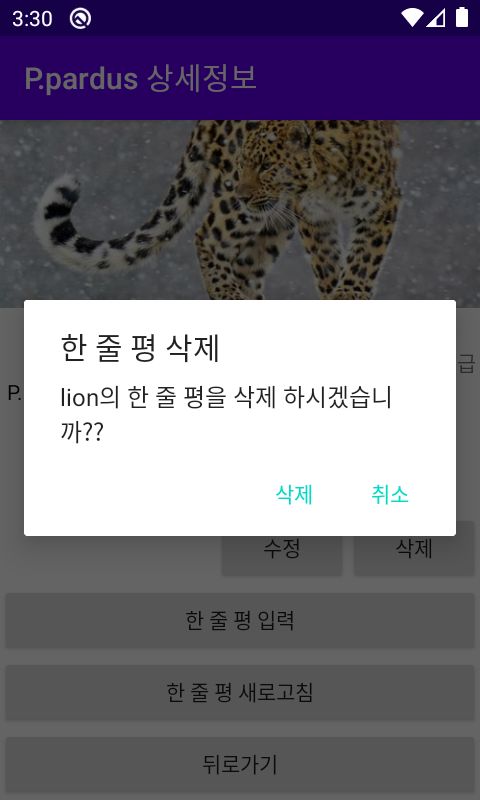 3:30
P.pardus 상세정보
급
P.
한 줄 평 삭제
lion의 한 줄 평을 삭제 하시겠습니
까??
삭제 취소
수정 삭제
한 줄 평 입력
한 줄 평 새로고침
뒤로가기